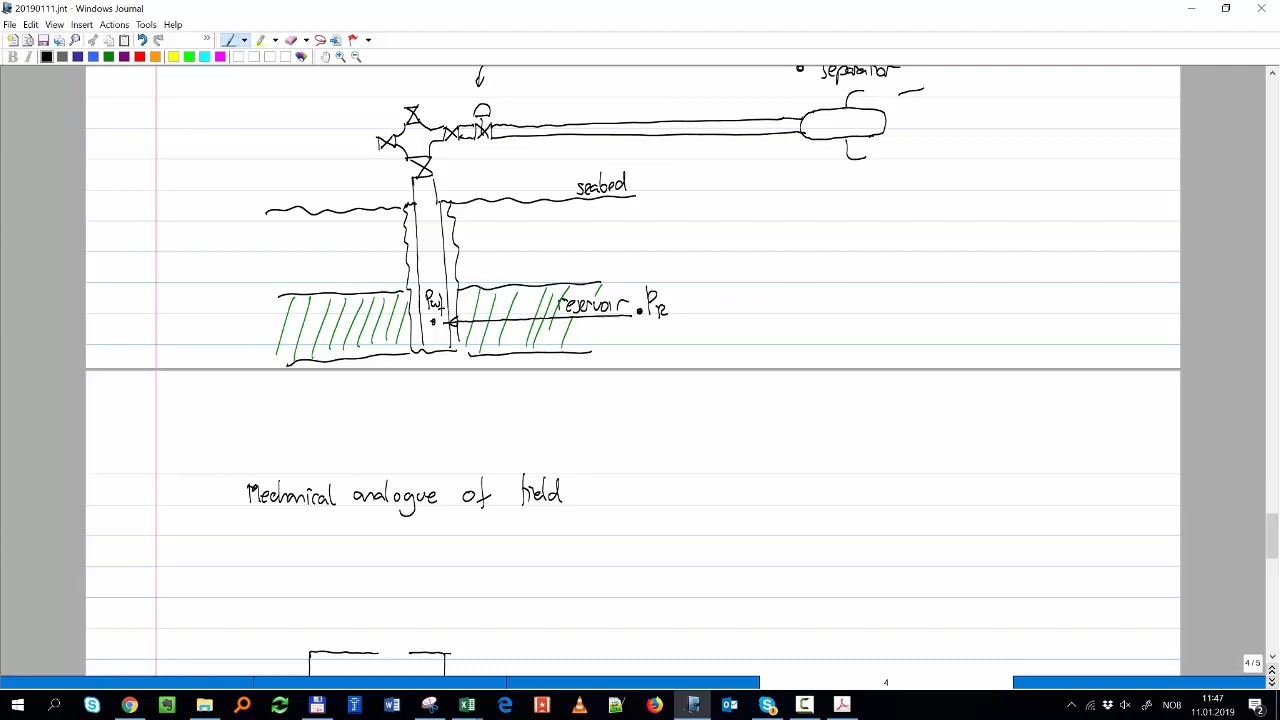 20190111.jnt - Windows Journal
File Edit View Insert Actions Tools Help
B I
separator
seabed
Pwf
reservoir
PR
Mechanical analogue of field
4/5
4
NOB
11:47
11.01.2019
2